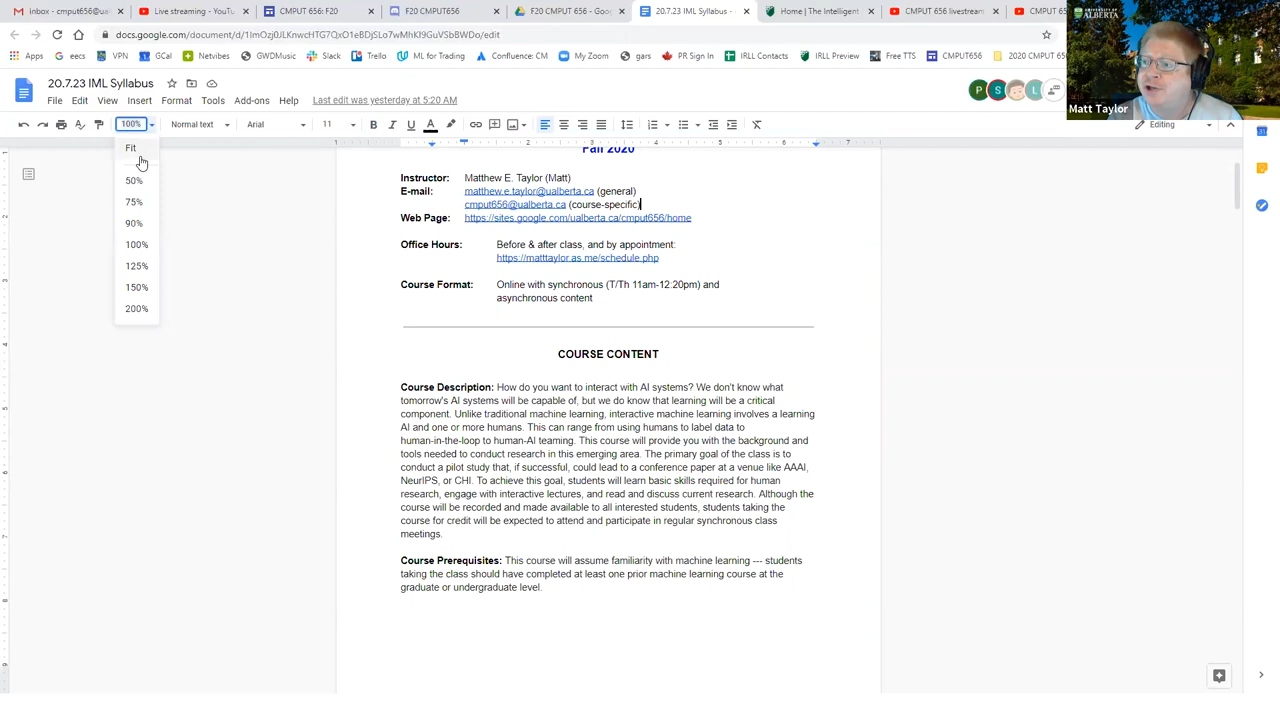 Inbox - cmput656@ual
Live streaming - YouTu
CMPUT 656: F20
F20 CMPUT656
F20 CMPUT 656 - Goog
20.7.23 IML Syllabus -
Home | The Intelligent
CMPUT 656 livestream
CMPUT 65
docs.google.com/document/d/1ImOzj0JLKnwcHTG7QxO1eBDjSLo7wMhKI9GuVSbBWDo/edit
Apps
eecs
VPN
GCal
Netvibes
GWDMusic
Slack
Trello
ML for Trading
Confluence: CM
My Zoom
gars
PR Sign In
IRLL Contacts
IRLL Preview
Free TTS
CMPUT656
2020 CMPUT 65
UNIVERSITY OF
ALBERTA
Matt Taylor
20.7.23 IML Syllabus
File Edit View Insert Format Tools Add-ons Help Last edit was yesterday at 5:20 AM
P S L
100% Normal text Arial 11 B I U A Editing
Fit
50%
75%
90%
100%
125%
150%
200%
1 1 2 3 4 5 6 7
Fall 2020
Instructor: Matthew E. Taylor (Matt)
E-mail: matthew.e.taylor@ualberta.ca (general)
cmput656@ualberta.ca (course-specific)
Web Page: https://sites.google.com/ualberta.ca/cmput656/home
Office Hours: Before & after class, and by appointment:
https://matttaylor.as.me/schedule.php
Course Format: Online with synchronous (T/Th 11am-12:20pm) and
asynchronous content
COURSE CONTENT
Course Description: How do you want to interact with AI systems? We don't know what
tomorrow's AI systems will be capable of, but we do know that learning will be a critical
component. Unlike traditional machine learning, interactive machine learning involves a learning
AI and one or more humans. This can range from using humans to label data to
human-in-the-loop to human-AI teaming. This course will provide you with the background and
tools needed to conduct research in this emerging area. The primary goal of the class is to
conduct a pilot study that, if successful, could lead to a conference paper at a venue like AAAI,
NeurIPS, or CHI. To achieve this goal, students will learn basic skills required for human
research, engage with interactive lectures, and read and discuss current research. Although the
course will be recorded and made available to all interested students, students taking the
course for credit will be expected to attend and participate in regular synchronous class
meetings.
Course Prerequisites: This course will assume familiarity with machine learning --- students
taking the class should have completed at least one prior machine learning course at the
graduate or undergraduate level.